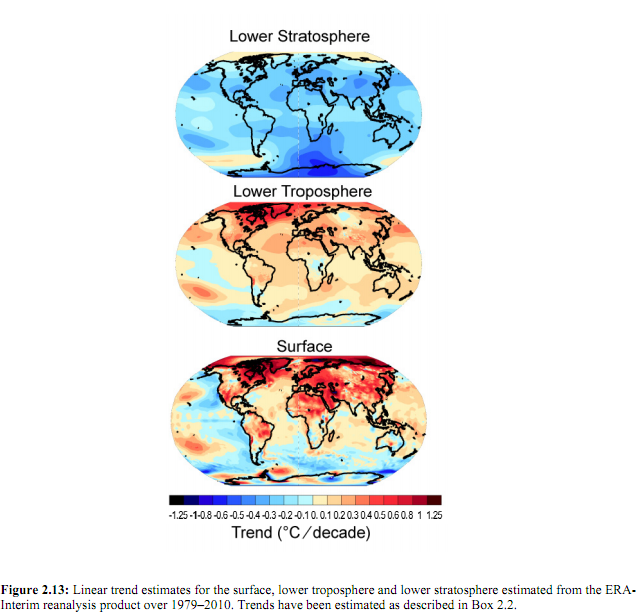 Lower Stratosphere
Lower Troposphere
Surface
-1.25 -1-0.8 -0.6 -0.5 -0.4 -0.3 -0.2 -0.1 0. 0.1 0.2 0.3 0.4 0.5 0.6 0.8 1 1.25
Trend (°C/decade)
Figure 2.13: Linear trend estimates for the surface, lower troposphere and lower stratosphere estimated from the ERA-
Interim reanalysis product over 1979–2010. Trends have been estimated as described in Box 2.2.